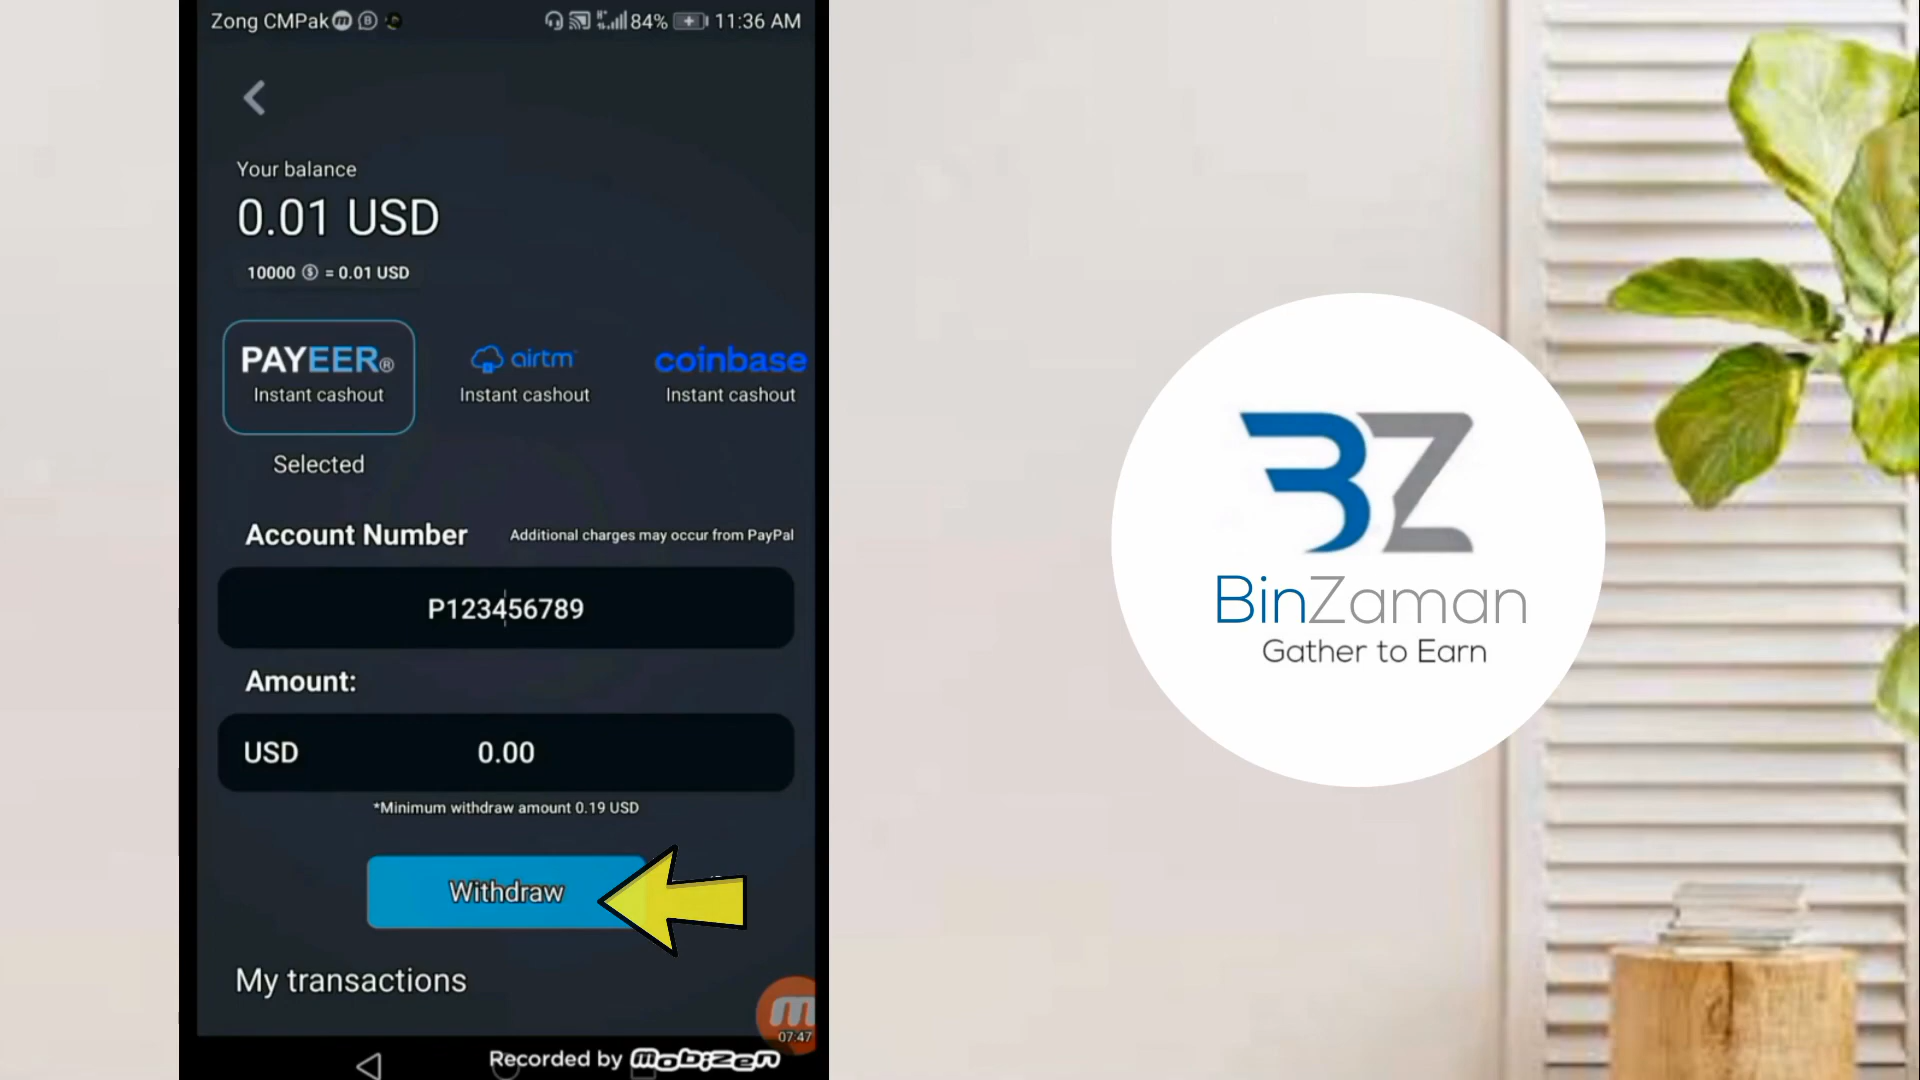 Zong CMPak
84% 11:36 AM
Your balance
0.01 USD
10000 $ = 0.01 USD
PAYEER®
Instant cashout
airtm
Instant cashout
coinbase
Instant cashout
Selected
Account Number
Additional charges may occur from PayPal
P123456789
Amount:
USD 0.00
*Minimum withdraw amount 0.19 USD
Withdraw
My transactions
07:47
Recorded by mobizen
BZ
BinZaman
Gather to Earn